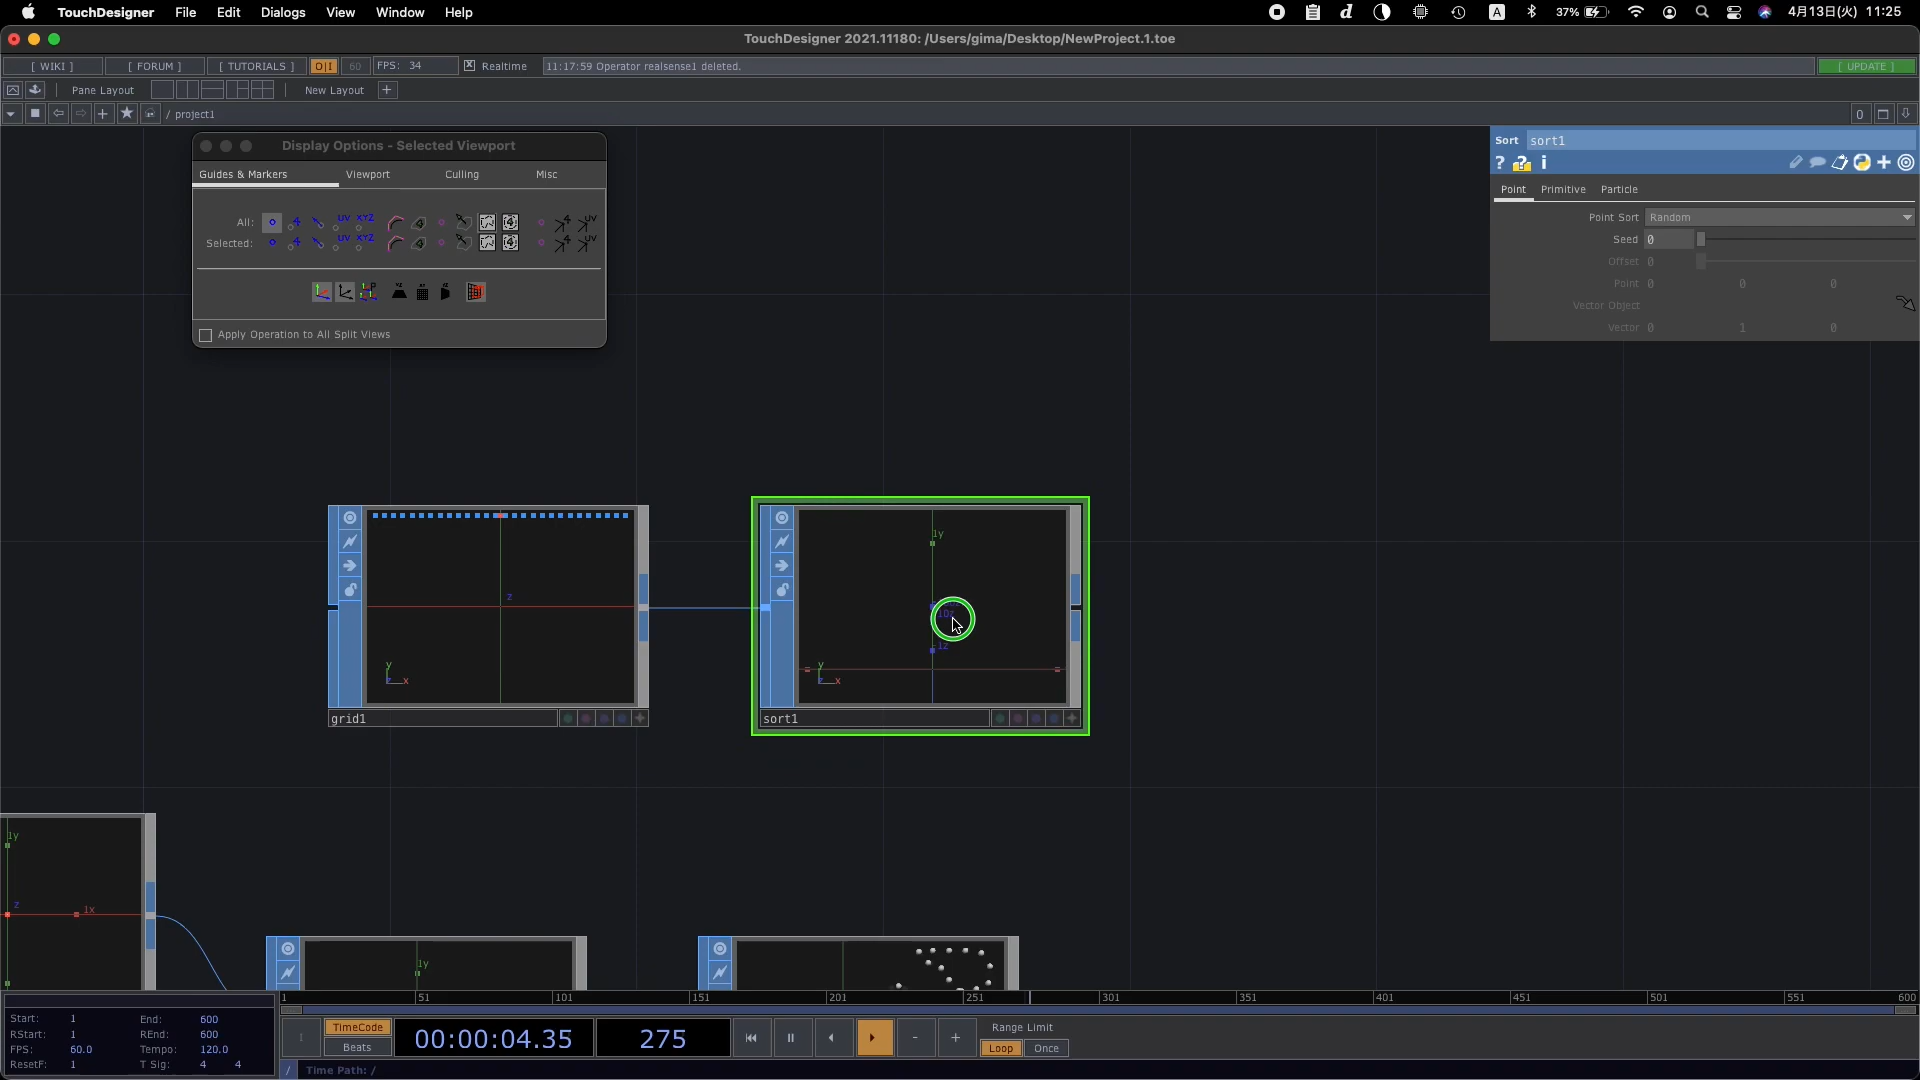 TouchDesigner File Edit Dialogs View Window Help
37% 4月13日(火) 11:25
TouchDesigner 2021.11180: /Users/gima/Desktop/NewProject.1.toe
[ WIKI ] [ FORUM ] [ TUTORIALS ] O|I 60 FPS: 34 Realtime 11:17:59 Operator realsense1 deleted. [ UPDATE ]
Pane Layout New Layout +
/ project1
Display Options - Selected Viewport
Guides & Markers Viewport Culling Misc
All:
Selected:
Apply Operation to All Split Views
Sort sort1
Point Primitive Particle
Point Sort Random
Seed 0
Offset 0
Point 0 0 0
Vector Object
Vector 0 1 0
z
y
x
grid1
1y
10z
1z
y
x
sort1
1y
z
1x
1y
1 51 101 151 201 251 301 351 401 451 501 551 600
Start: 1 End: 600
RStart: 1 REnd: 600
FPS: 60.0 Tempo: 120.0
ResetF: 1 T Sig: 4 4
TimeCode
Beats
00:00:04.35
275
Range Limit
Loop Once
/ Time Path: /